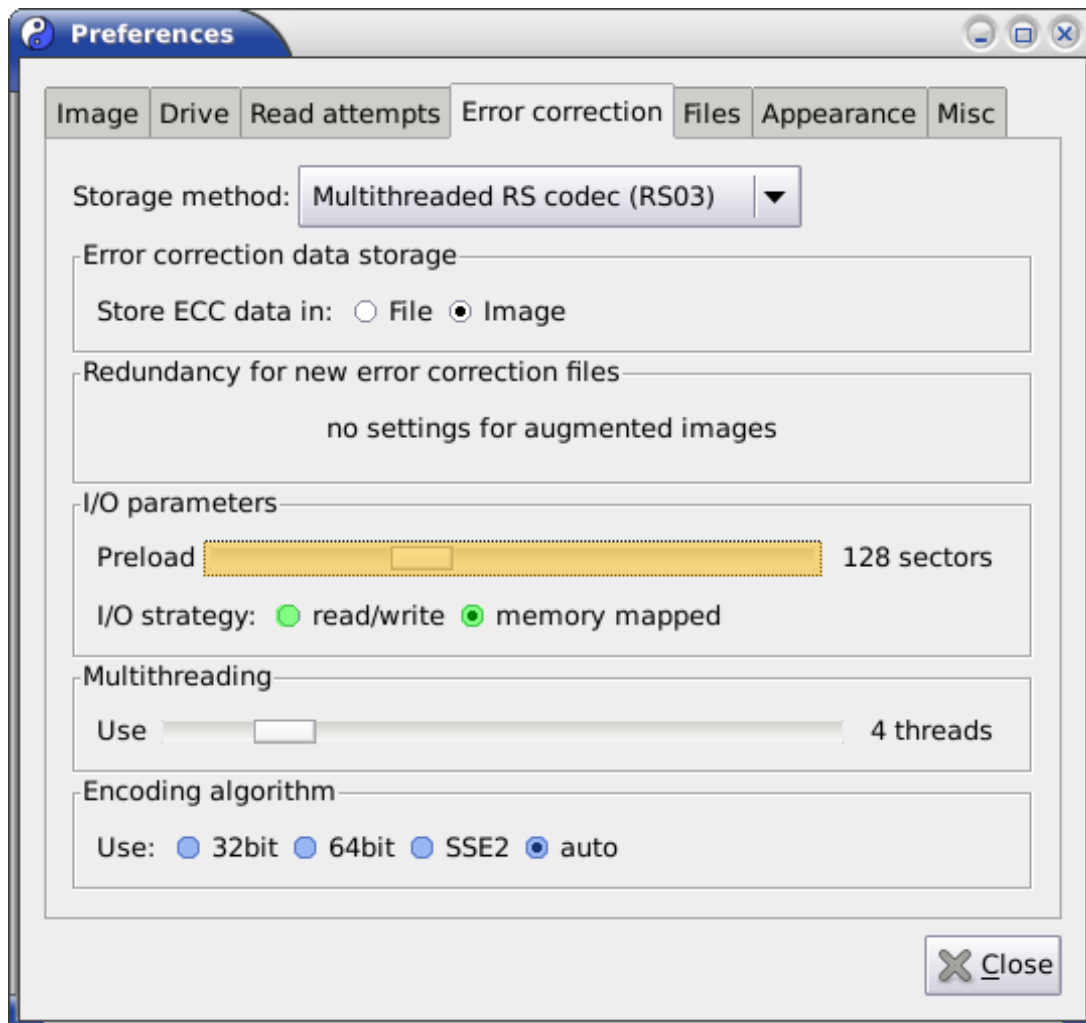 Preferences
Image Drive Read attempts Error correction Files Appearance Misc
Storage method: Multithreaded RS codec (RS03)
Error correction data storage
Store ECC data in: File Image
Redundancy for new error correction files
no settings for augmented images
I/O parameters
Preload 128 sectors
I/O strategy: read/write memory mapped
Multithreading
Use 4 threads
Encoding algorithm
Use: 32bit 64bit SSE2 auto
Close